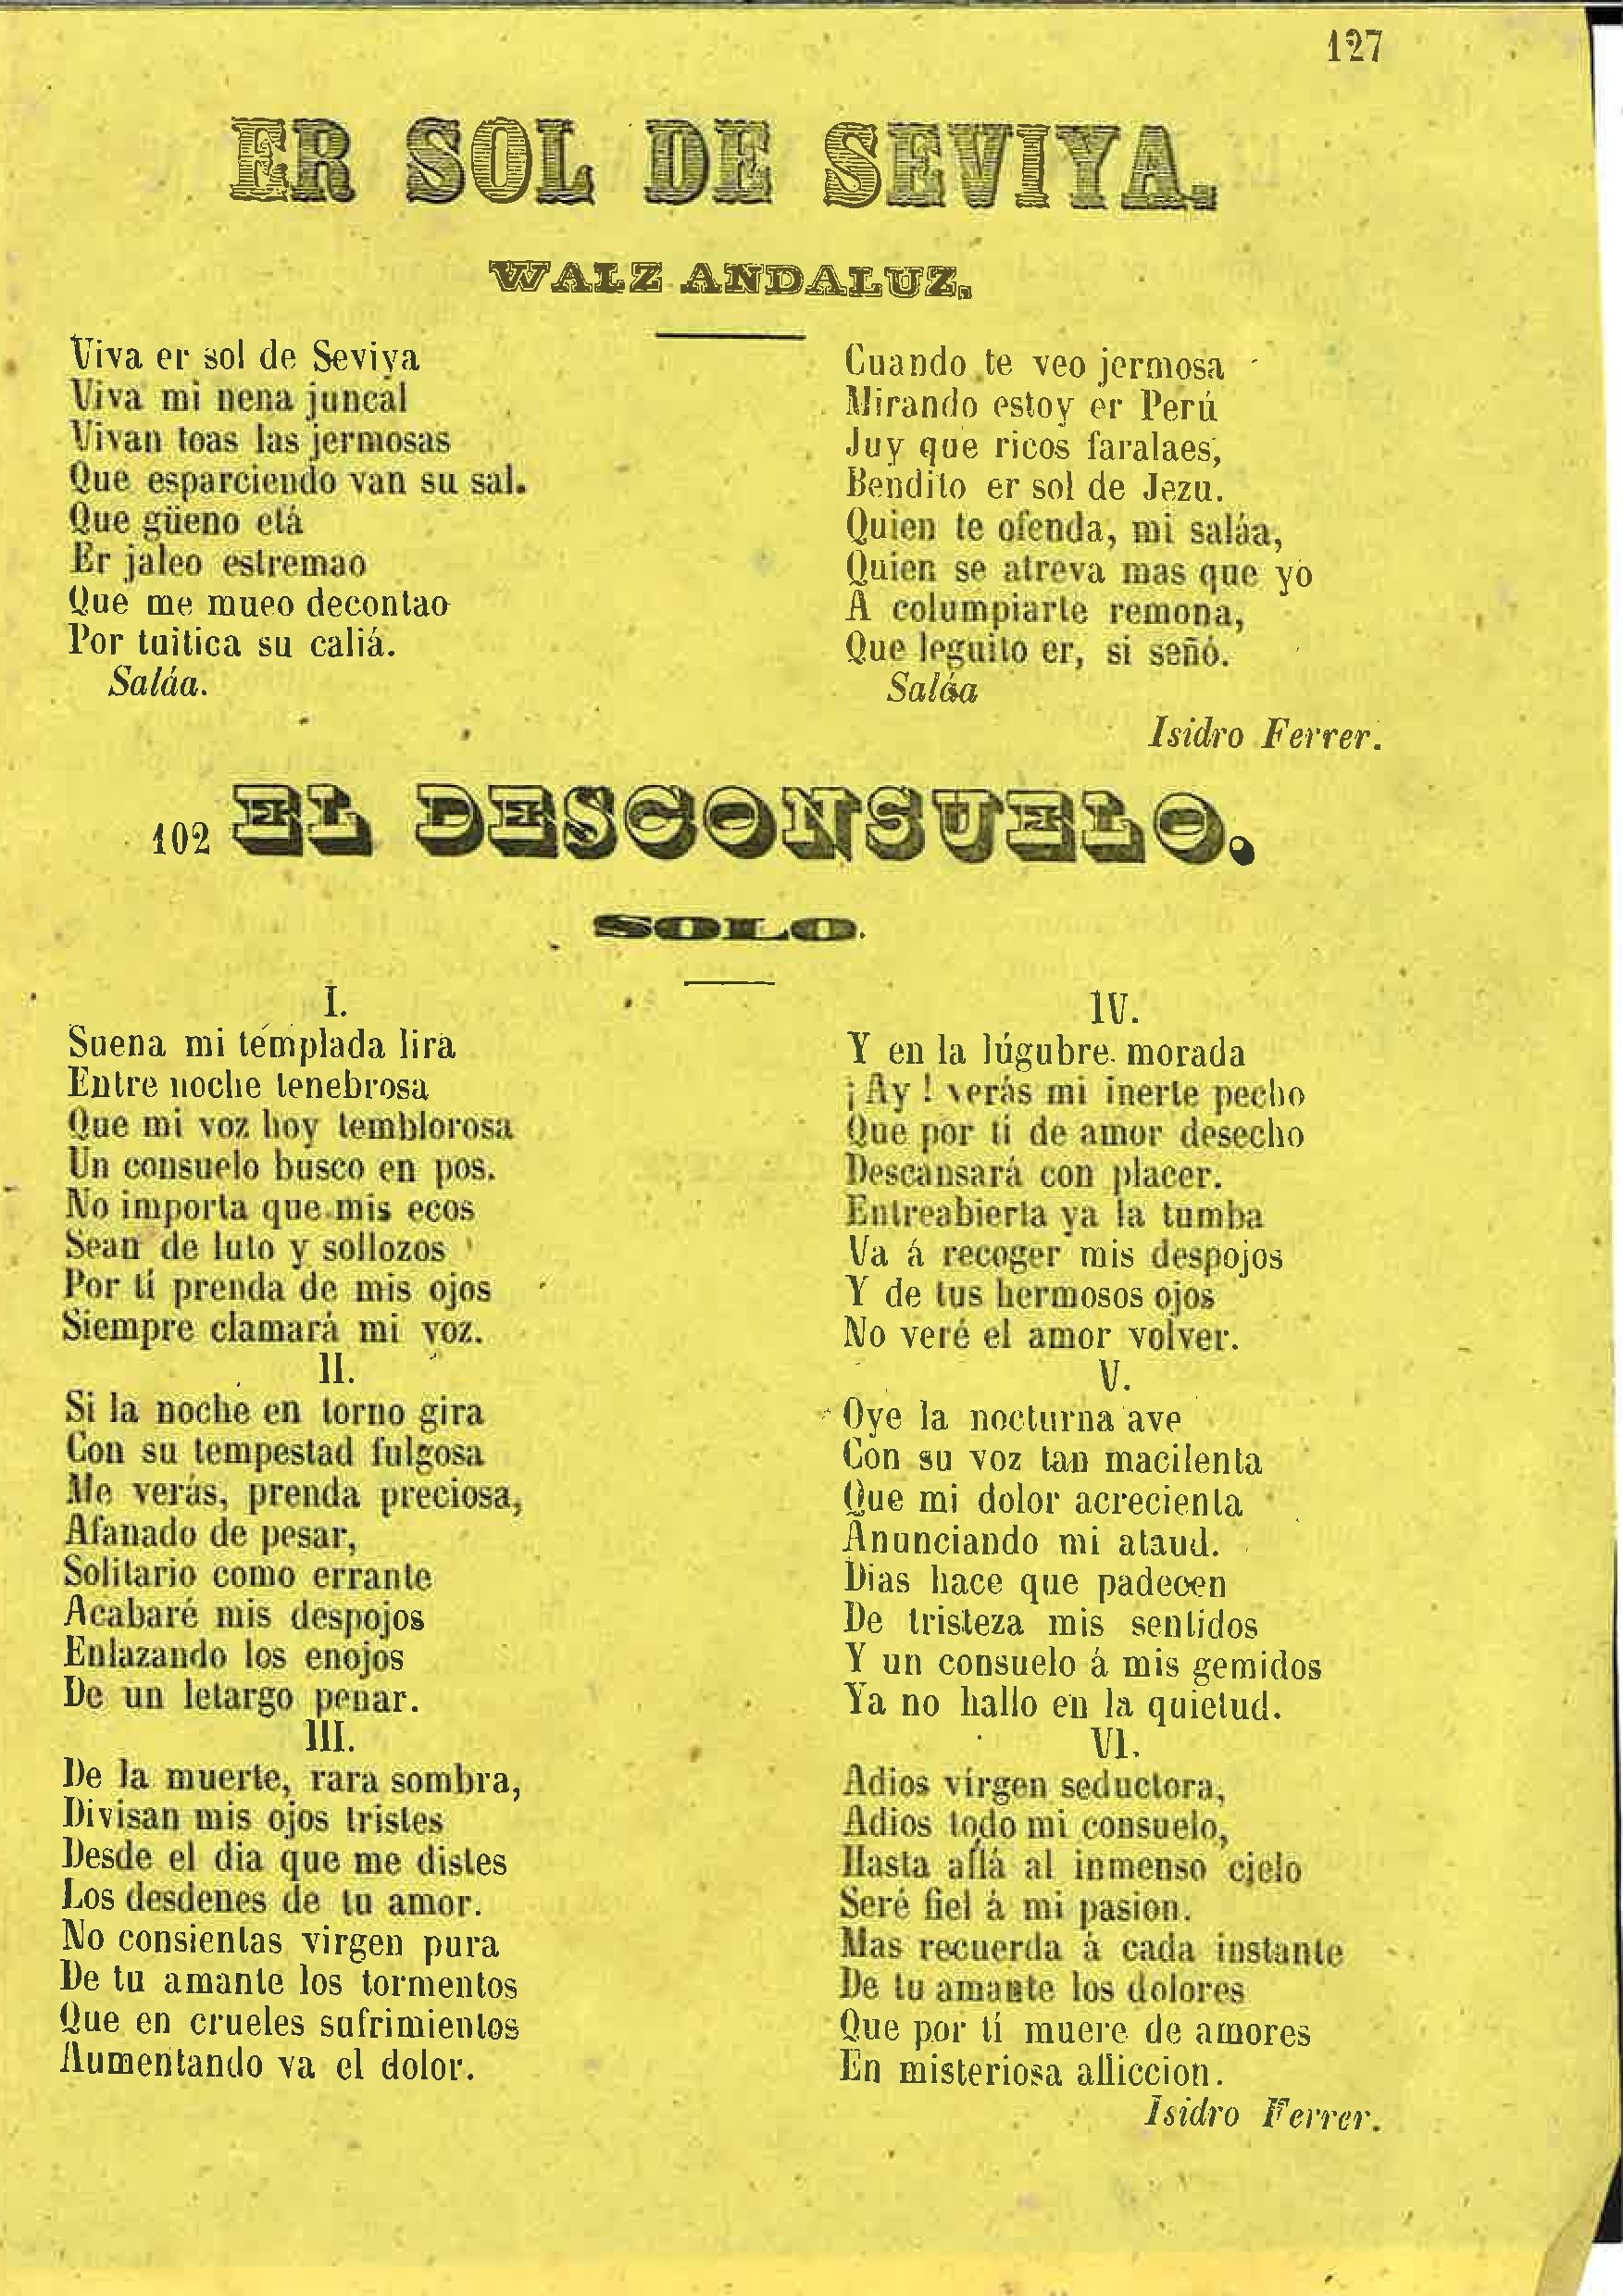 127
ER SOL DE SEVIYA.
WALZ ANDALUZ.
Viva er sol de Seviya
Viva mi nena juncal
Vivan toas las jermosas
Que esparciendo van su sal.
Que güeno etá
Er jaleo estremao
Que me mueo decontao
Por tuitica su caliá.
Saláa.
Cuando te veo jermosa
Mirando estoy er Perú
Juy que ricos faralaes,
Bendito er sol de Jezu.
Quien te ofenda, mi saláa,
Quien se atreva mas que yo
A columpiarte remona,
Que leguito er, si señó.
Saláa
Isidro Ferrer.
102 EL DESCONSUELO.
SOLO.
I.
Suena mi templada lira
Entre noche tenebrosa
Que mi voz hoy temblorosa
Un consuelo busco en pos.
No importa que mis ecos
Sean de luto y sollozos
Por tí prenda de mis ojos
Siempre clamará mi voz.
II.
Si la noche en torno gira
Con su tempestad fulgosa
Me verás, prenda preciosa,
Afanado de pesar,
Solitario como errante
Acabaré mis despojos
Enlazando los enojos
De un letargo penar.
III.
De la muerte, rara sombra,
Divisan mis ojos tristes
Desde el dia que me distes
Los desdenes de tu amor.
No consientas virgen pura
De tu amante los tormentos
Que en crueles sufrimientos
Aumentando va el dolor.
IV.
Y en la lúgubre morada
¡Ay! verás mi inerte pecho
Que por ti de amor desecho
Descansará con placer.
Entreabierta ya la tumba
Va á recoger mis despojos
Y de tus hermosos ojos
No veré el amor volver.
V.
Oye la nocturna ave
Con su voz tan macilenta
Que mi dolor acrecienta
Anunciando mi ataud.
Dias hace que padecen
De tristeza mis sentidos
Y un consuelo á mis gemidos
Ya no hallo en la quietud.
VI.
Adios vírgen seductora,
Adios todo mi consuelo,
Hasta allá al inmenso cielo
Seré fiel á mi pasion.
Mas recuerda á cada instante
De tu amante los dolores
Que por tí muere de amores
En misteriosa afliccion.
Isidro Ferrer.